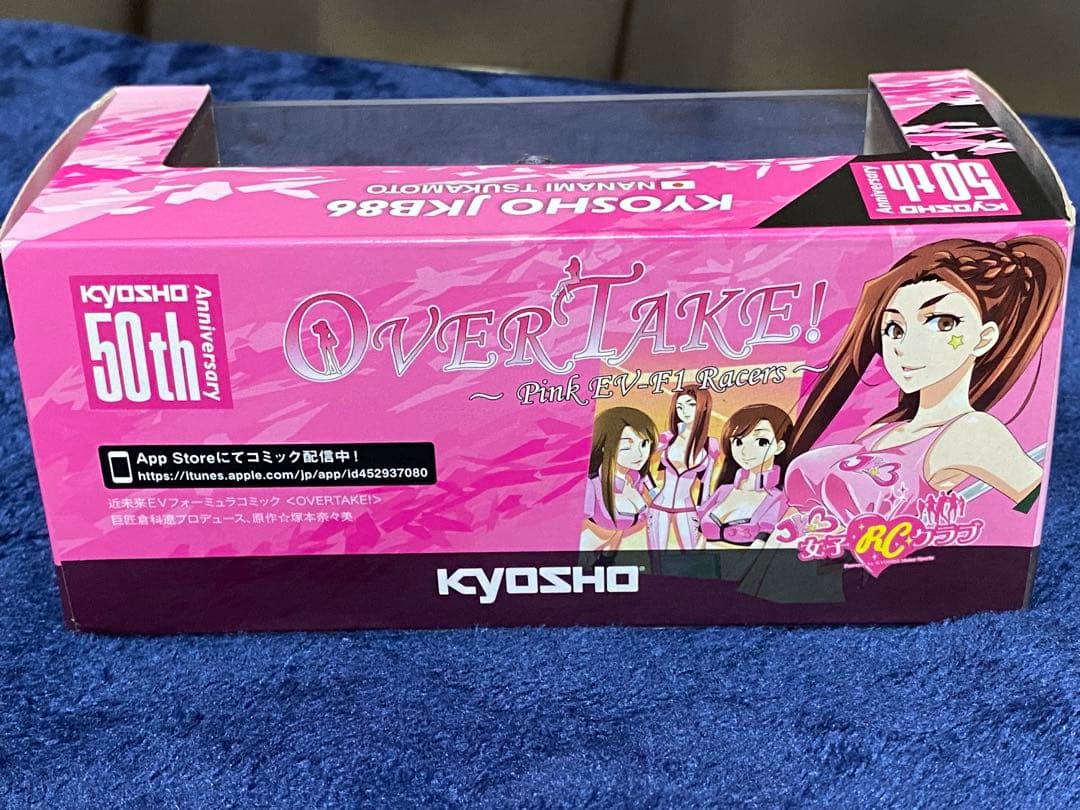 KYOSHO JKB86
NANAMI TSUKAMOTO
KYOSHO
50th
Anniversary
KYOSHO
50th
Anniversary
OVERTAKE!
～ Pink EV-F1 Racers ～
App Storeにてコミック配信中！
https://itunes.apple.com/jp/app/id452937080
近未来EVフォーミュラコミック <OVERTAKE!>
巨匠倉科遼プロデュース、原作☆塚本奈々美
女子 RC クラブ
KYOSHO